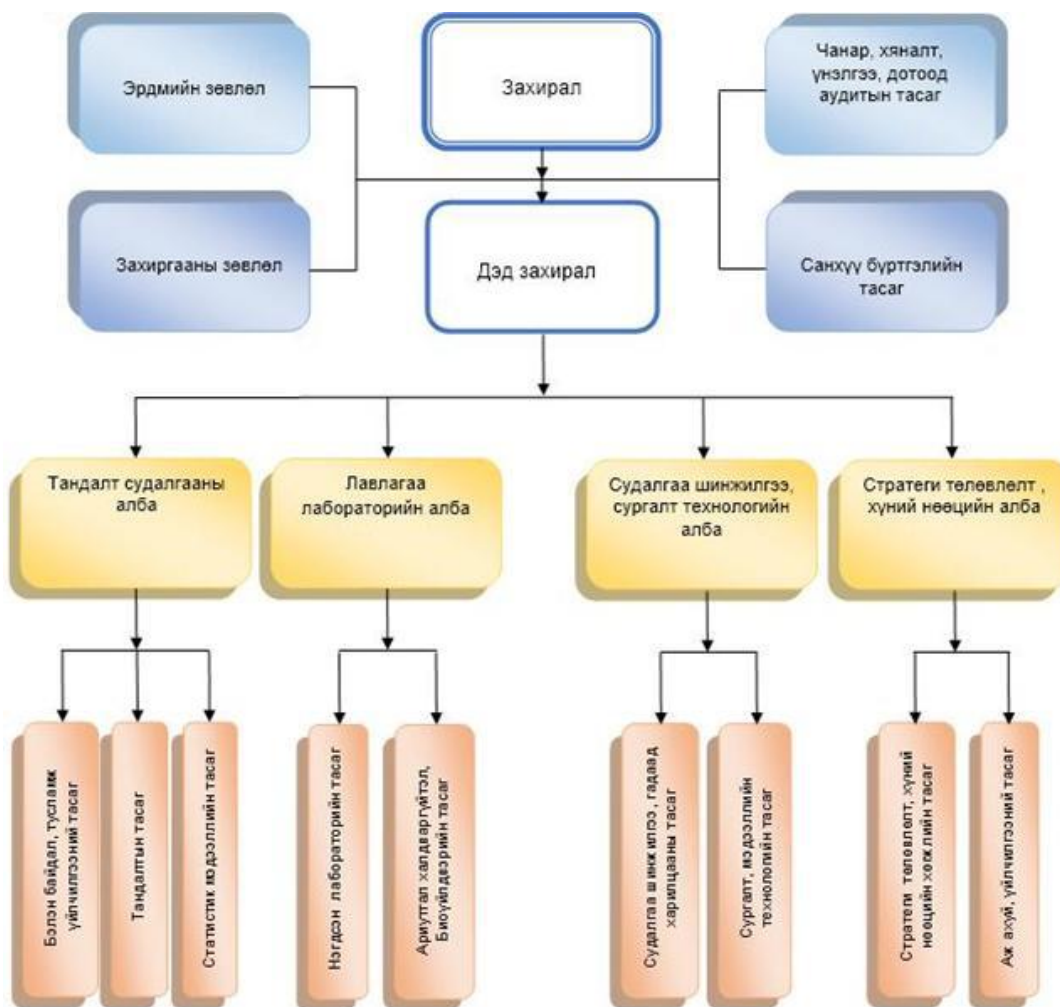 Эрдмийн зөвлөл
Захирал
Чанар, хяналт,
үнэлгээ, дотоод
аудитын тасаг
Захиргааны зөвлөл
Дэд захирал
Санхүү бүртгэлийн
тасаг
Тандалт судалгааны
алба
Лавлагаа
лабораторийн алба
Судалгаа шинжилгээ,
сургалт технологийн
алба
Стратеги төлөвлөлт ,
хүний нөөцийн алба
Бэлэн байдал, тусламж
үйлчилгээний тасаг
Тандалтын тасаг
Статистик мэдээллийн тасаг
Нэгдсэн лабораторийн тасаг
Ариутгал халдваргүйтэл,
Биоүйлдвэрийн тасаг
Судалгаа шинжилгээ , гадаад
харилцааны тасаг
Сургалт, мэдээллийн
технологийн тасаг
Стратеги төлөвлөлт, хүний
нөөцийн хөгжлийн тасаг
Аж ахуй, үйлчилгээний тасаг